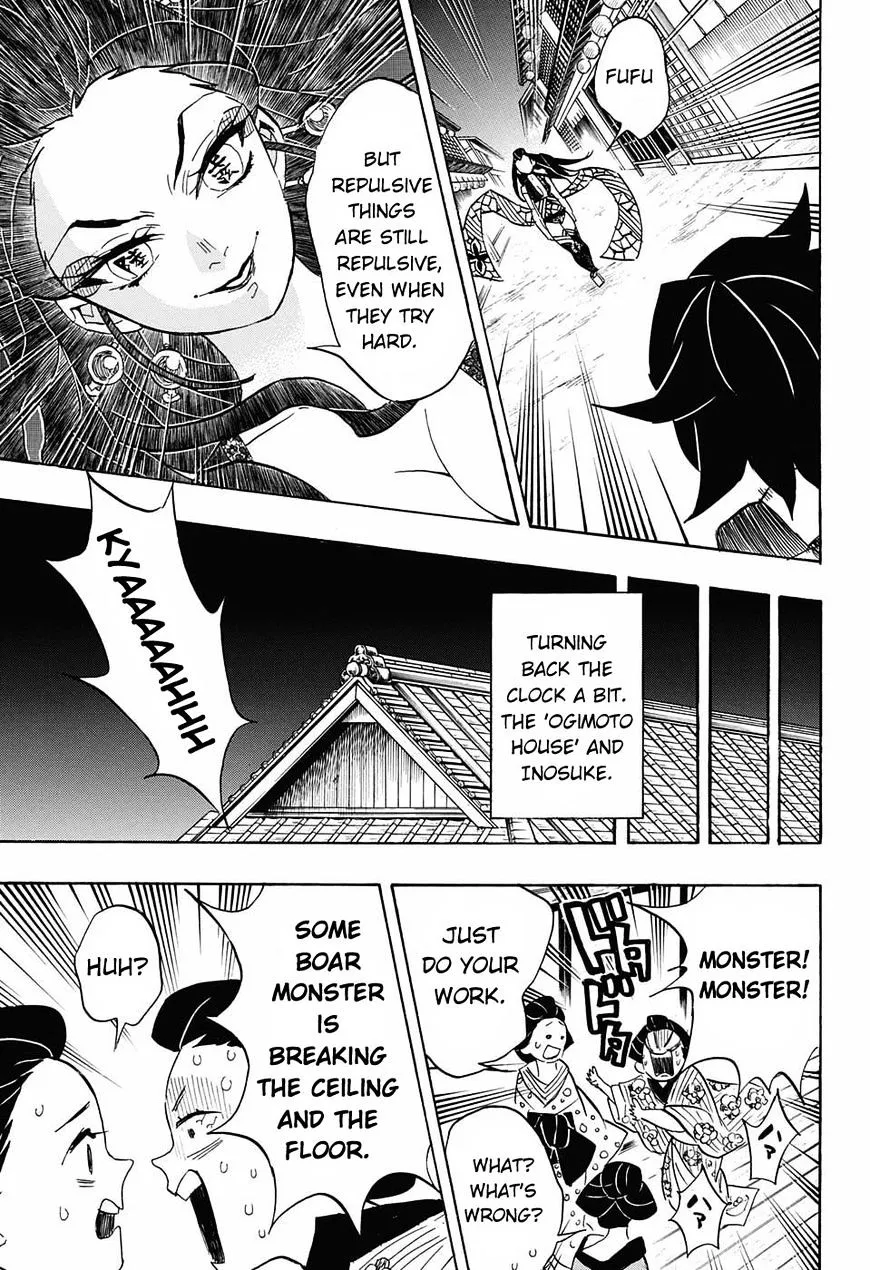 FUFU
BUT
REPULSIVE
THINGS
ARE STILL
REPULSIVE,
EVEN WHEN
THEY TRY
HARD.
TURNING
BACK THE
CLOCK A BIT.
THE 'OGIMOTO
HOUSE' AND
INOSUKE.
KYAAAAAHHH
MONSTER!
MONSTER!
JUST
DO YOUR
WORK.
WHAT?
WHAT'S
WRONG?
SOME
BOAR
MONSTER
IS
BREAKING
THE CEILING
AND THE
FLOOR.
HUH?